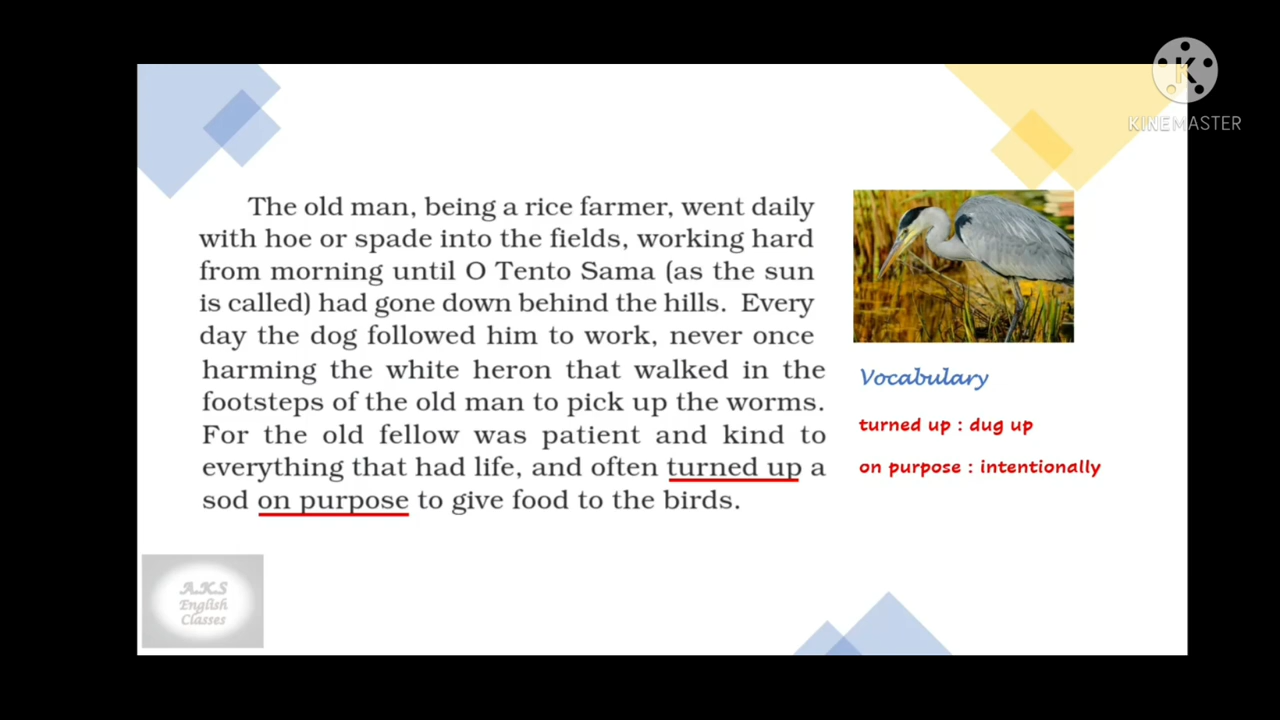 KINEMASTER
The old man, being a rice farmer, went daily
with hoe or spade into the fields, working hard
from morning until O Tento Sama (as the sun
is called) had gone down behind the hills. Every
day the dog followed him to work, never once
harming the white heron that walked in the
footsteps of the old man to pick up the worms.
For the old fellow was patient and kind to
everything that had life, and often turned up a
sod on purpose to give food to the birds.
Vocabulary
turned up : dug up
on purpose : intentionally
A.K.S
English
Classes